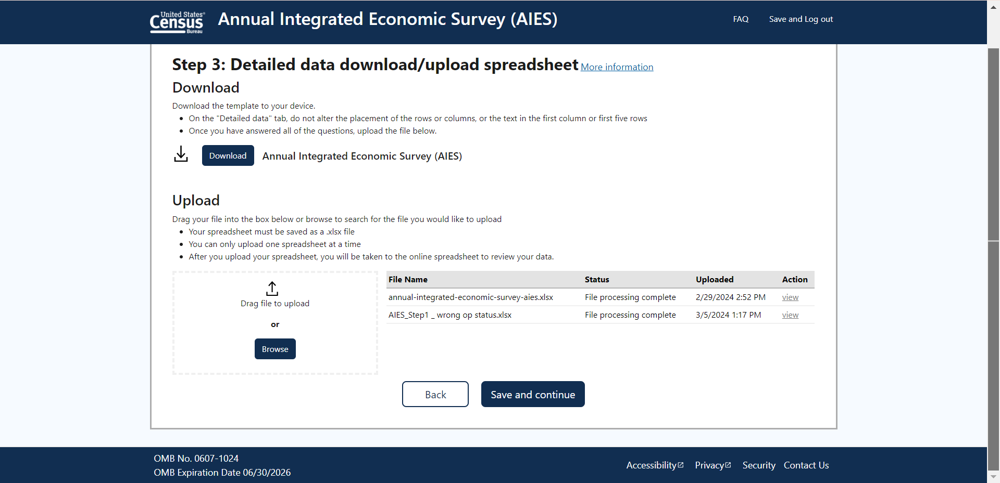 United States®
Census
Bureau
Annual Integrated Economic Survey (AIES)
FAQ
Save and Log out
Step 3: Detailed data download/upload spreadsheet More information
Download
Download the template to your device.
• On the "Detailed data" tab, do not alter the placement of the rows or columns, or the text in the first column or first five rows
• Once you have answered all of the questions, upload the file below.
Download Annual Integrated Economic Survey (AIES)
Upload
Drag your file into the box below or browse to search for the file you would like to upload
• Your spreadsheet must be saved as a .xlsx file
• You can only upload one spreadsheet at a time
• After you upload your spreadsheet, you will be taken to the online spreadsheet to review your data.
Drag file to upload
or
Browse
File Name Status Uploaded Action
annual-integrated-economic-survey-aies.xlsx File processing complete 2/29/2024 2:52 PM view
AIES_Step1 _ wrong op status.xlsx File processing complete 3/5/2024 1:17 PM view
Back
Save and continue
OMB No. 0607-1024
OMB Expiration Date 06/30/2026
Accessibility Privacy Security Contact Us